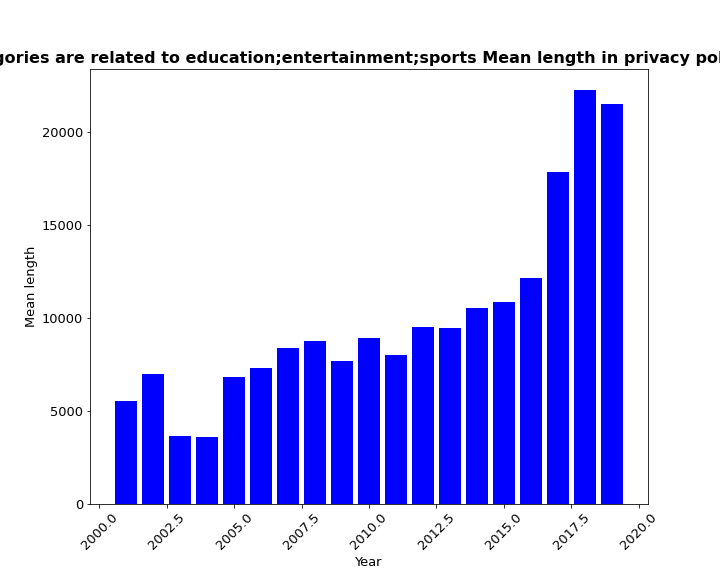 gories are related to education;entertainment;sports Mean length in privacy pol
20000
15000
10000
5000
0
Mean length
2000.0 2002.5 2005.0 2007.5 2010.0 2012.5 2015.0 2017.5 2020.0
Year